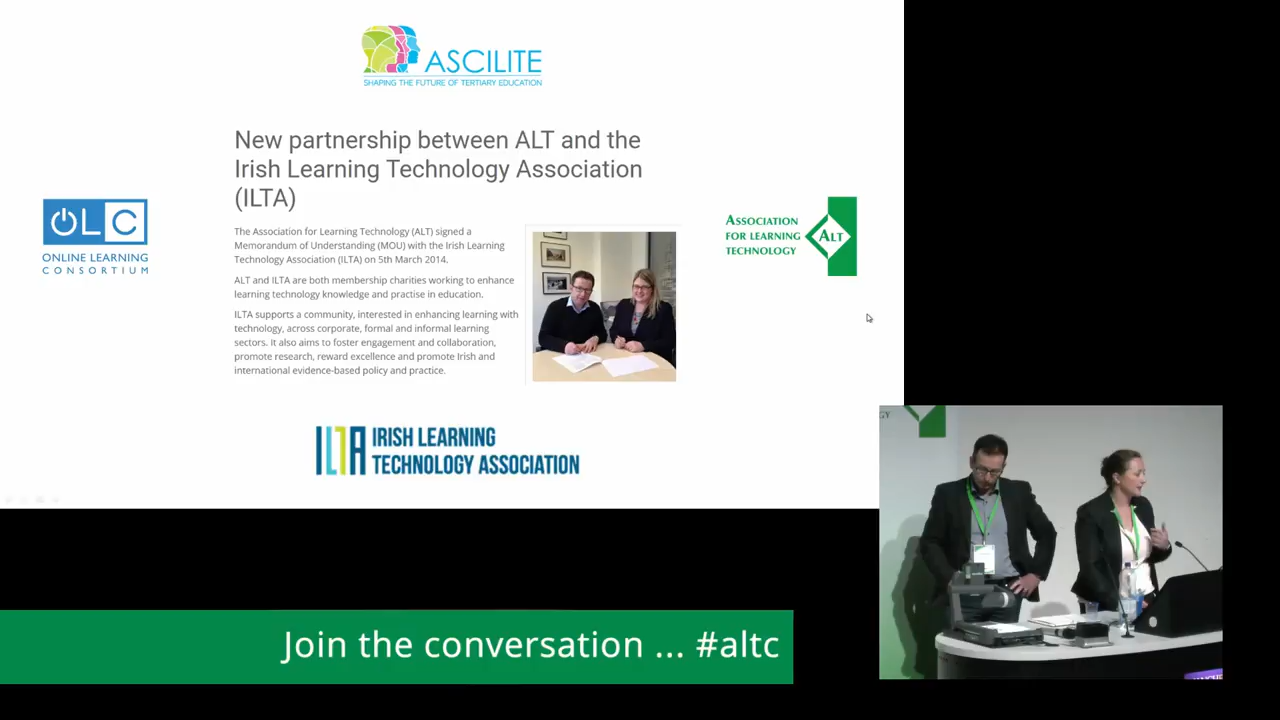 ASCILITE
SHAPING THE FUTURE OF TERTIARY EDUCATION
New partnership between ALT and the
Irish Learning Technology Association
(ILTA)
OLC
ONLINE LEARNING
CONSORTIUM
The Association for Learning Technology (ALT) signed a
Memorandum of Understanding (MOU) with the Irish Learning
Technology Association (ILTA) on 5th March 2014.
ALT and ILTA are both membership charities working to enhance
learning technology knowledge and practise in education.
ILTA supports a community, interested in enhancing learning with
technology, across corporate, formal and informal learning
sectors. It also aims to foster engagement and collaboration,
promote research, reward excellence and promote Irish and
international evidence-based policy and practice.
ASSOCIATION
FOR LEARNING
TECHNOLOGY
ALT
ILTA
IRISH LEARNING
TECHNOLOGY ASSOCIATION
Join the conversation ... #altc